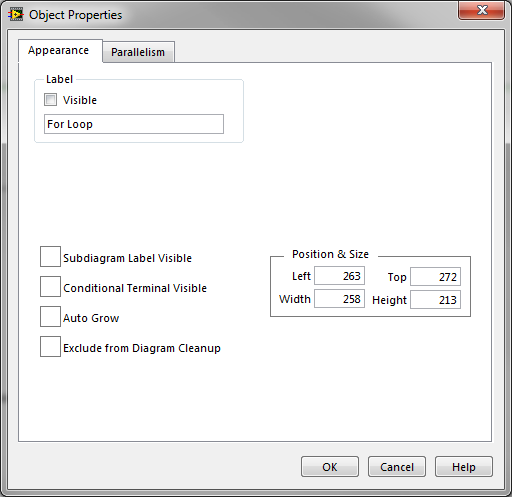 Object Properties
Appearance
Parallelism
Label
Visible
For Loop
Subdiagram Label Visible
Conditional Terminal Visible
Auto Grow
Exclude from Diagram Cleanup
Position & Size
Left 263 Top 272
Width 258 Height 213
OK Cancel Help